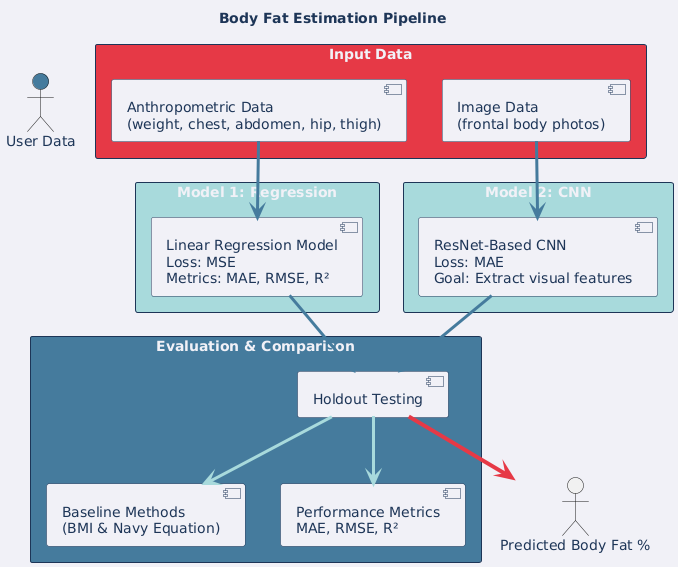 Body Fat Estimation Pipeline
Input Data
Anthropometric Data
(weight, chest, abdomen, hip, thigh)
Image Data
(frontal body photos)
User Data
Model 1: Regression
Linear Regression Model
Loss: MSE
Metrics: MAE, RMSE, R²
Model 2: CNN
ResNet-Based CNN
Loss: MAE
Goal: Extract visual features
Evaluation & Comparison
Holdout Testing
Baseline Methods
(BMI & Navy Equation)
Performance Metrics
MAE, RMSE, R²
Predicted Body Fat %